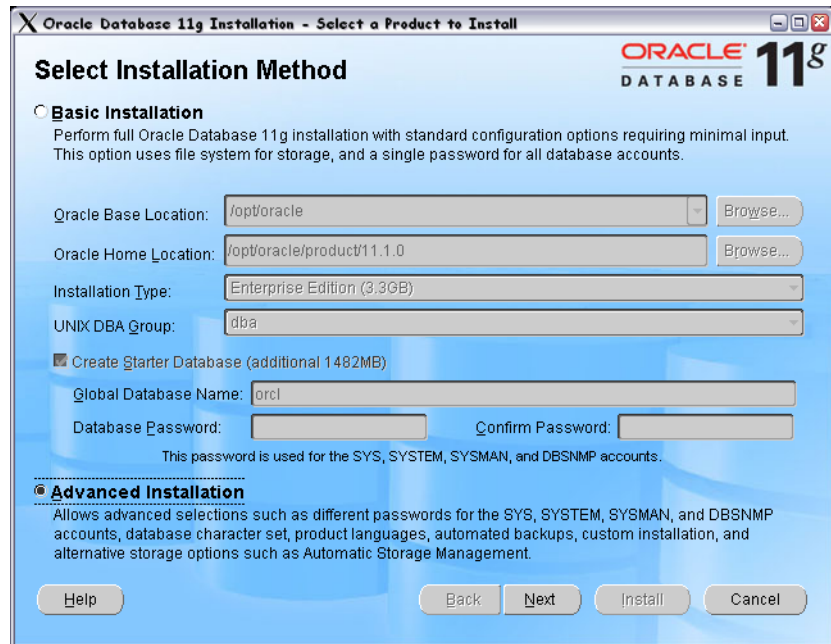 Oracle Database 11g Installation - Select a Product to Install
Select Installation Method
ORACLE 11g
DATABASE
Basic Installation
Perform full Oracle Database 11g installation with standard configuration options requiring minimal input.
This option uses file system for storage, and a single password for all database accounts.
Oracle Base Location: /opt/oracle Browse...
Oracle Home Location: /opt/oracle/product/11.1.0 Browse...
Installation Type: Enterprise Edition (3.3GB)
UNIX DBA Group: dba
Create Starter Database (additional 1482MB)
Global Database Name: orcl
Database Password: Confirm Password:
This password is used for the SYS, SYSTEM, SYSMAN, and DBSNMP accounts.
Advanced Installation
Allows advanced selections such as different passwords for the SYS, SYSTEM, SYSMAN, and DBSNMP
accounts, database character set, product languages, automated backups, custom installation, and
alternative storage options such as Automatic Storage Management.
Help Back Next Install Cancel